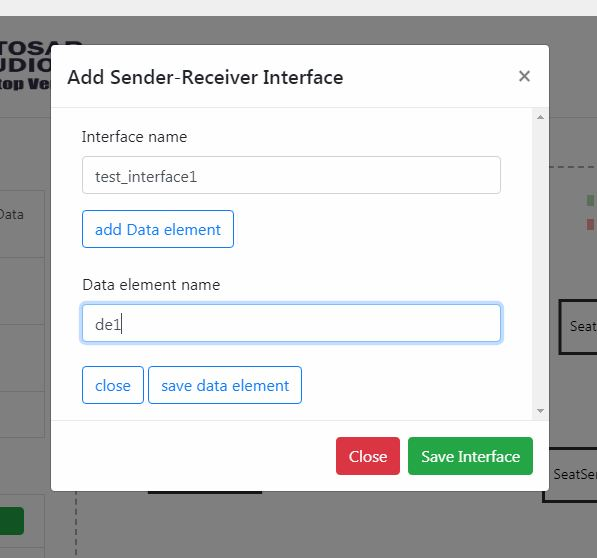 Add Sender-Receiver Interface
×
Interface name
test_interface1
add Data element
Data element name
de1
close save data element
Close Save Interface
Data
Seat
SeatSer